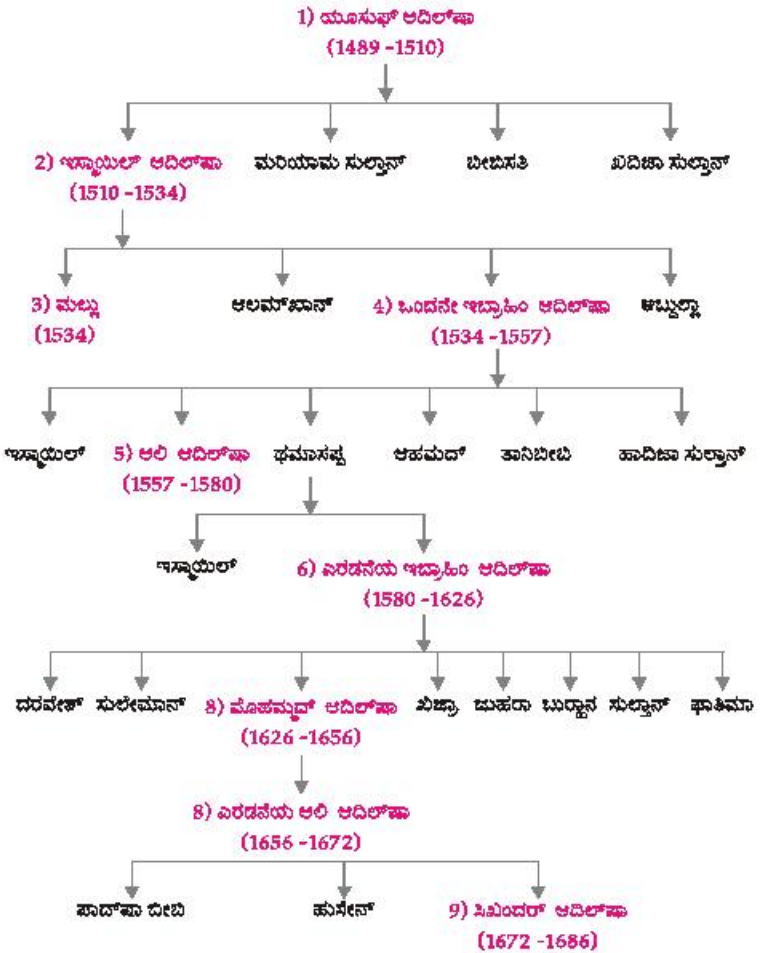 1) ಯೂಸುಫ್ ಆದಿಲ್‌ಷಾ
(1489 -1510)
2) ಇಸ್ಮಾಯಿಲ್ ಆದಿಲ್‌ಷಾ ಮರಿಯಾಮ ಸುಲ್ತಾನ್ ಬೀಬಿಸತಿ ಖದಿಜಾ ಸುಲ್ತಾನ್
(1510 -1534)
3) ಮಲ್ಲು ಆಲಮ್‌ಖಾನ್ 4) ಒಂದನೇ ಇಬ್ರಾಹಿಂ ಆದಿಲ್‌ಷಾ ಅಬ್ದುಲ್ಲಾ
(1534) (1534 -1557)
ಇಸ್ಮಾಯಿಲ್ 5) ಆಲಿ ಆದಿಲ್‌ಷಾ ಥಮಾಸಪ್ಪ ಆಹಮದ್ ತಾನಿಬೀಬಿ ಹಾದಿಜಾ ಸುಲ್ತಾನ್
(1557 -1580)
ಇಸ್ಮಾಯಿಲ್ 6) ಎರಡನೆಯ ಇಬ್ರಾಹಿಂ ಆದಿಲ್‌ಷಾ
(1580 -1626)
ದರವೇಶ್ ಸುಲೇಮಾನ್ 8) ಮೊಹಮ್ಮದ್ ಆದಿಲ್‌ಷಾ ಖಿಜ್ರಾ ಜುಹರಾ ಬುರ್‍ಹಾನ ಸುಲ್ತಾನ್ ಫಾತಿಮಾ
(1626 -1656)
8) ಎರಡನೆಯ ಆಲಿ ಆದಿಲ್‌ಷಾ
(1656 -1672)
ಪಾದ್‌ಷಾ ಬೀಬಿ ಹುಸೇನ್ 9) ಸಿಖಂದರ್ ಆದಿಲ್‌ಷಾ
(1672 -1686)